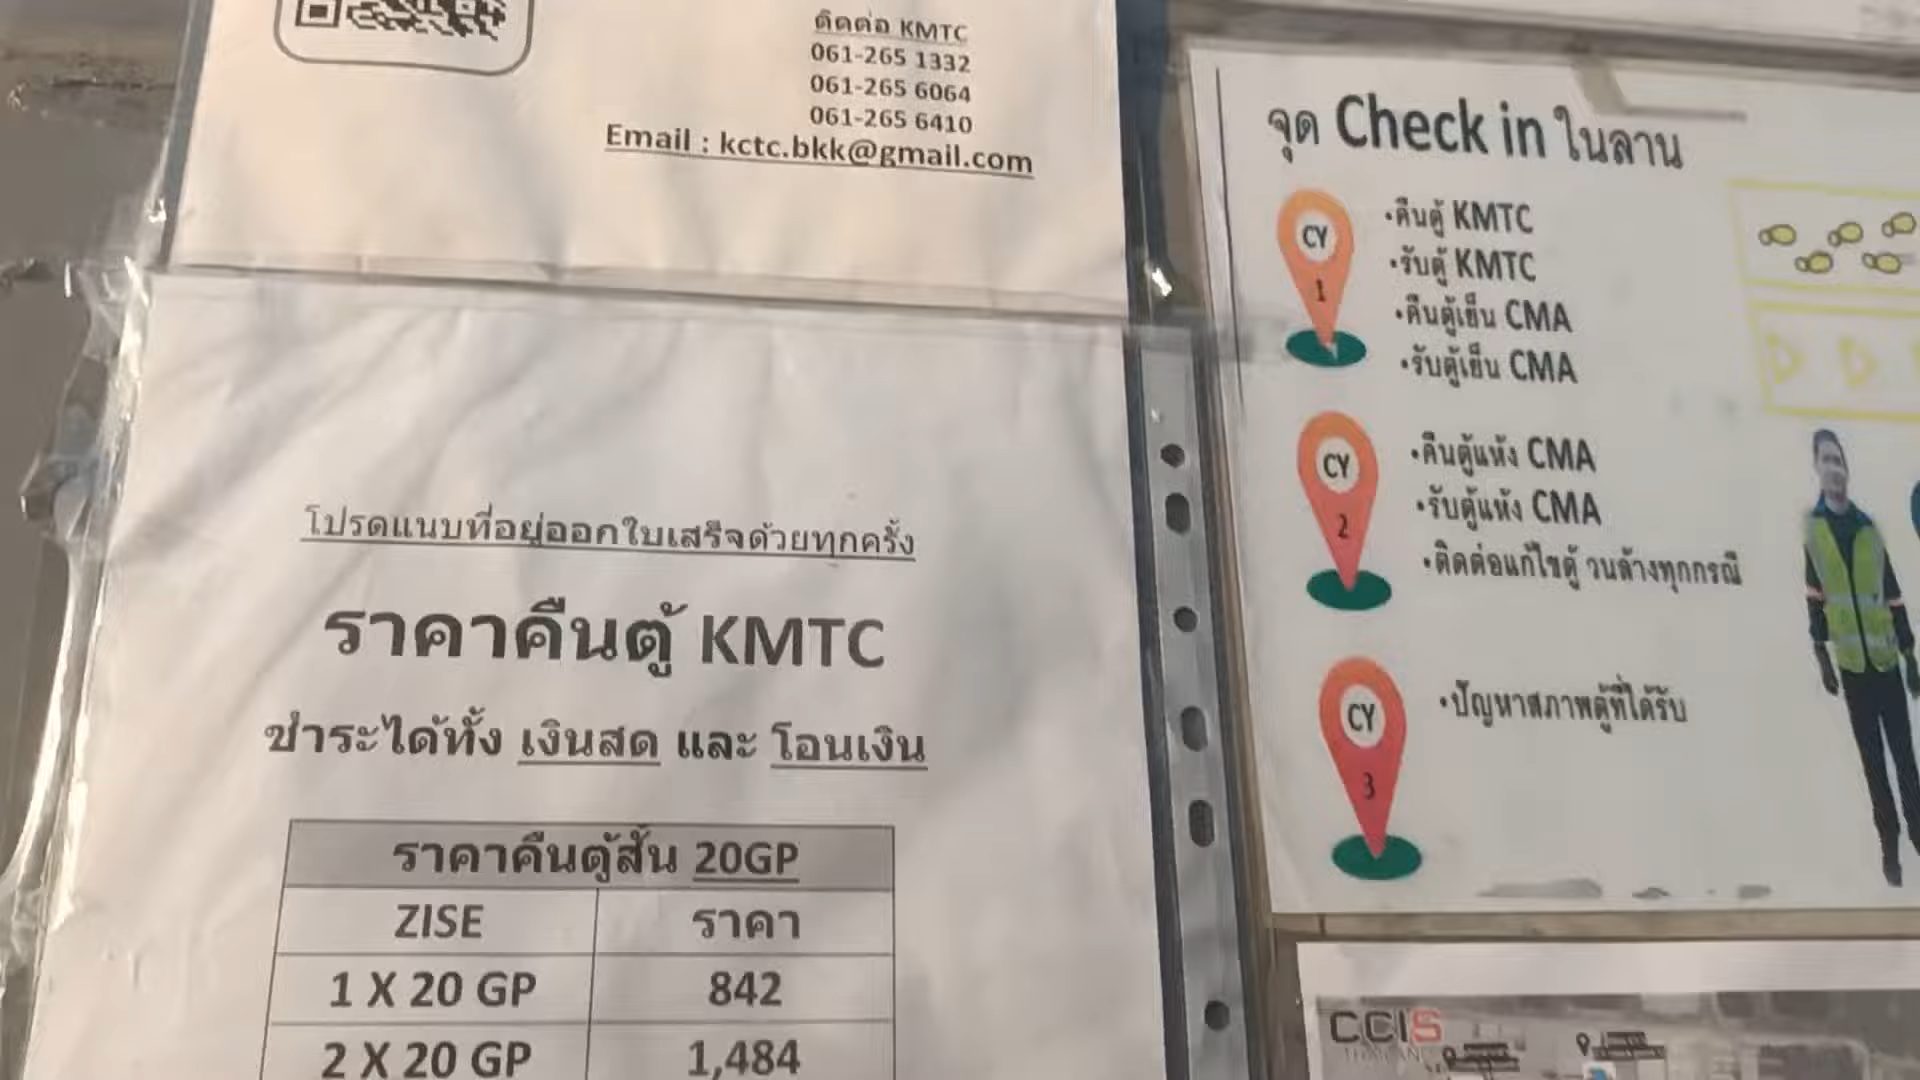 ติดต่อ KMTC
061-265 1332
061-265 6064
061-265 6410
Email : kctc.bkk@gmail.com
โปรดแนบที่อยู่ออกใบเสร็จด้วยทุกครั้ง
ราคาคืนตู้ KMTC
ชำระได้ทั้ง เงินสด และ โอนเงิน
ราคาคืนตู้สั้น 20GP
ZISE ราคา
1 X 20 GP 842
2 X 20 GP 1,484
จุด Check in ในลาน
CY 1
•คืนตู้ KMTC
•รับตู้ KMTC
•คืนตู้เย็น CMA
•รับตู้เย็น CMA
CY 2
•คืนตู้แห้ง CMA
•รับตู้แห้ง CMA
•ติดต่อแก้ไขตู้ วนล้างทุกกรณี
CY 3
•ปัญหาสภาพตู้ที่ได้รับ
CCIS
THAILAND